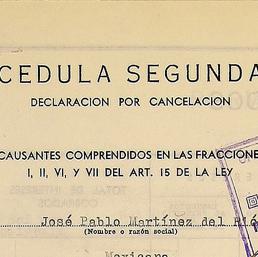 CEDULA SEGUNDA
DECLARACION POR CANCELACION
CAUSANTES COMPRENDIDOS EN LAS FRACCIONE
I, II, VI, Y VII DEL ART. 15 DE LA LEY
José Pablo Martínez del Rió
(Nombre o razón social)
Mexicana